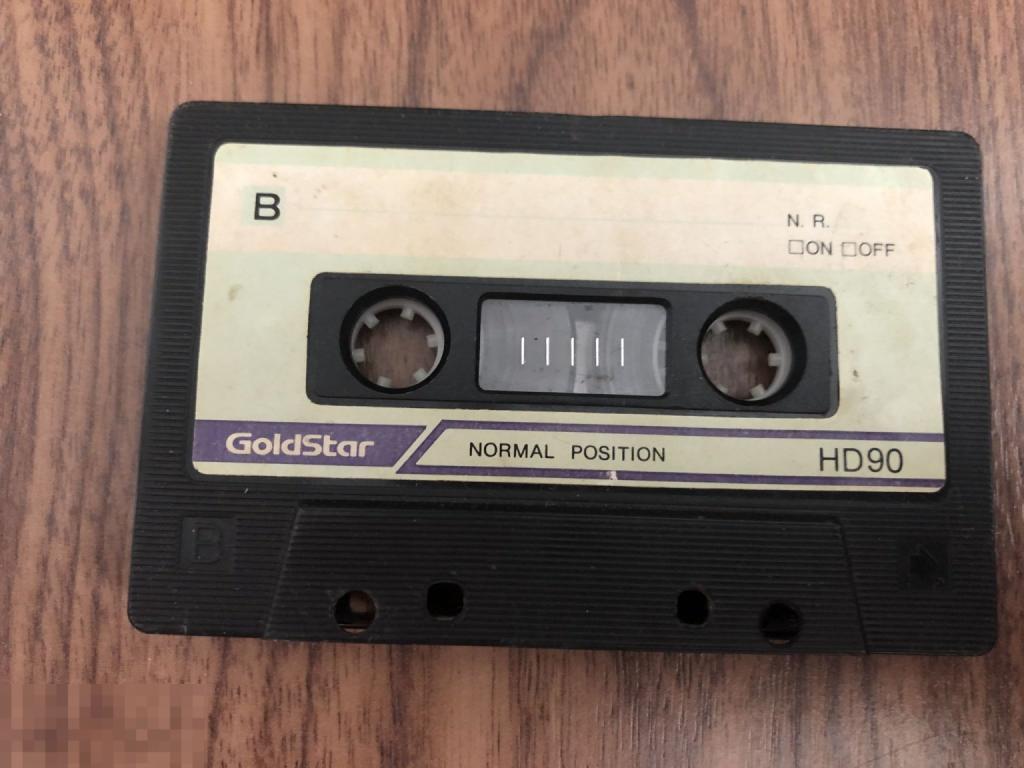 B
N. R.
☐ON ☐OFF
GoldStar
NORMAL POSITION
HD90
B